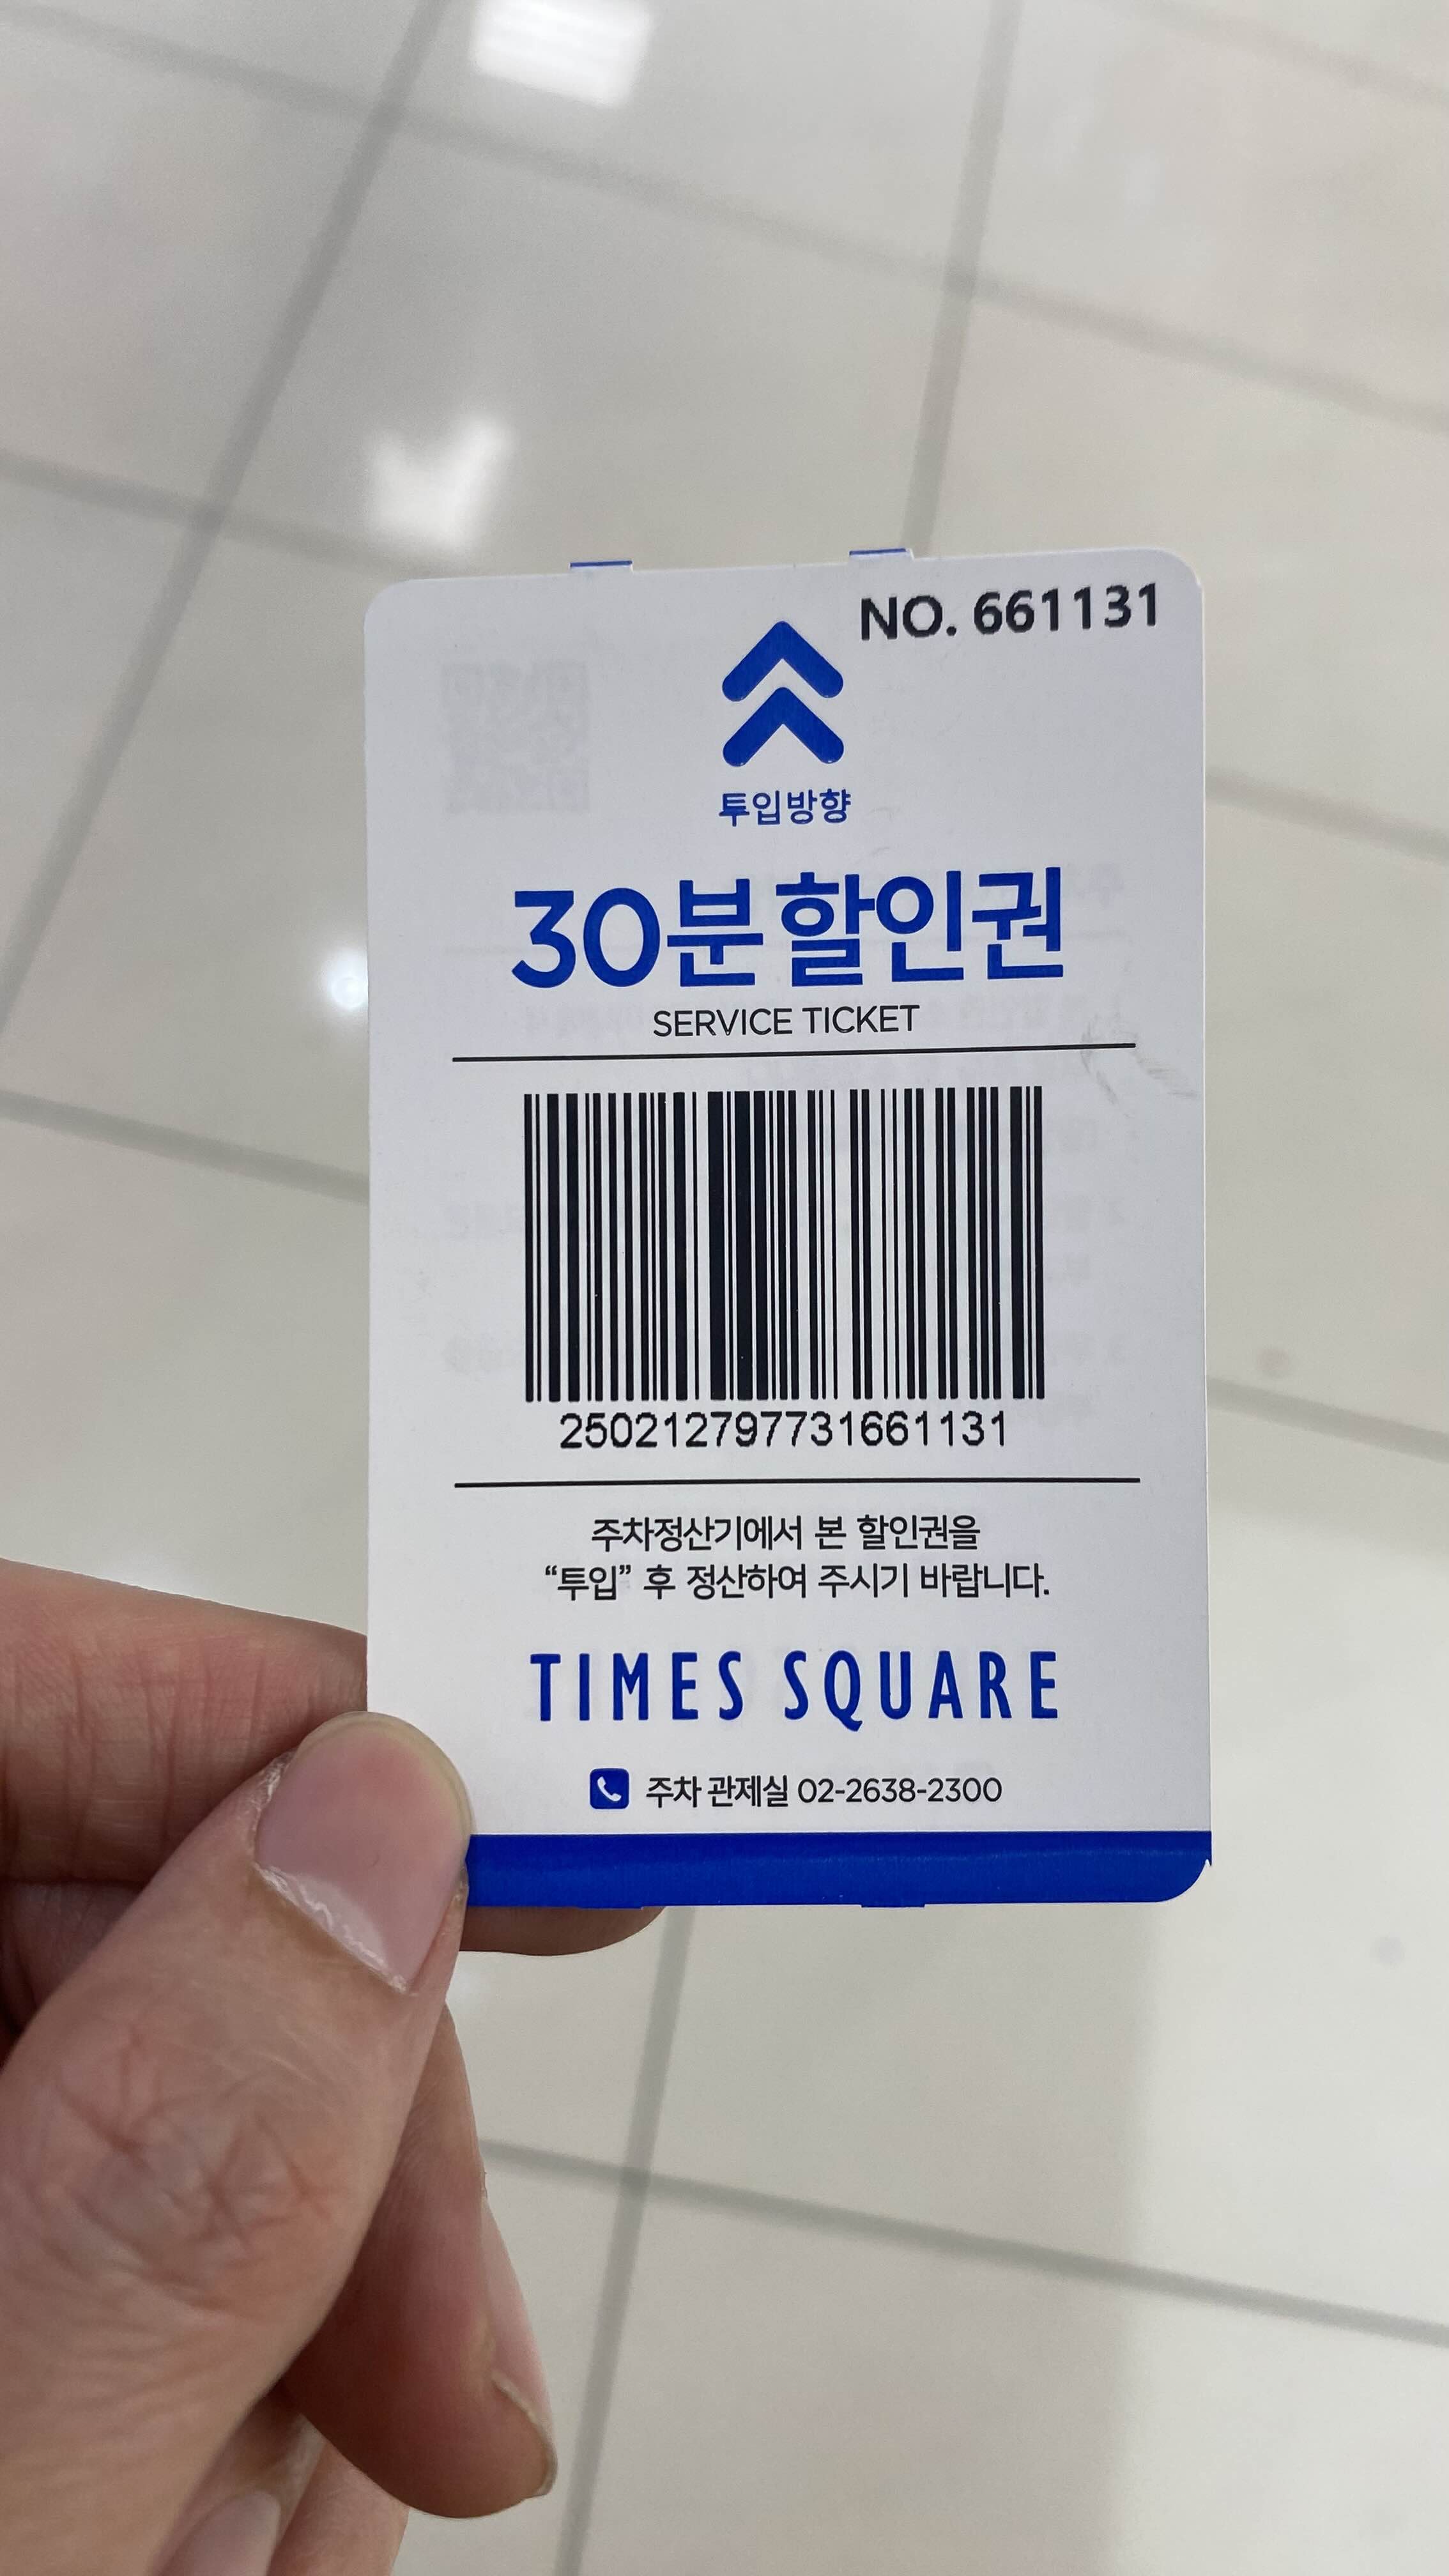 NO. 661131
투입방향
30분 할인권
SERVICE TICKET
250212797731661131
주차정산기에서 본 할인권을
“투입” 후 정산하여 주시기 바랍니다.
TIMES SQUARE
주차 관제실 02-2638-2300